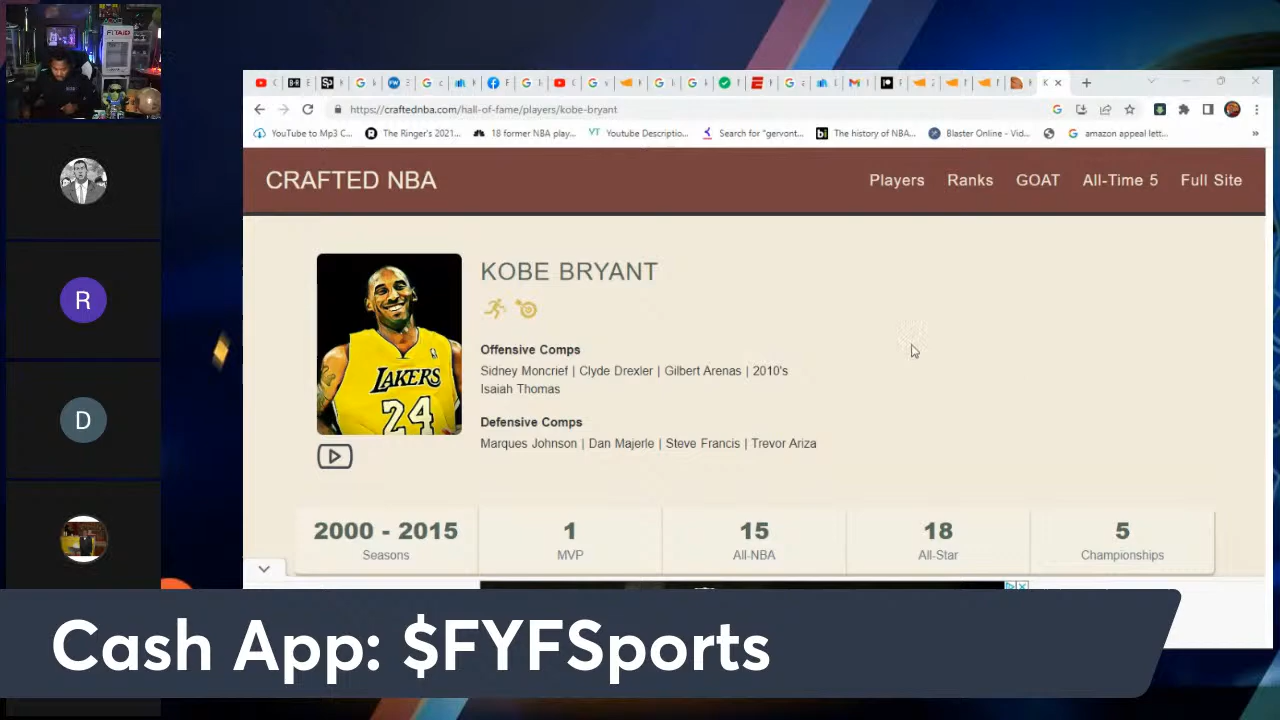 FITAID
https://craftednba.com/hall-of-fame/players/kobe-bryant
YouTube to Mp3 C...
The Ringer's 2021...
18 former NBA play...
Youtube Descriptio...
Search for "gervont...
The history of NBA...
Blaster Online - Vid...
amazon appeal lett...
CRAFTED NBA
Players
Ranks
GOAT
All-Time 5
Full Site
KOBE BRYANT
Offensive Comps
Sidney Moncrief | Clyde Drexler | Gilbert Arenas | 2010's
Isaiah Thomas
Defensive Comps
Marques Johnson | Dan Majerle | Steve Francis | Trevor Ariza
LAKERS
24
2000 - 2015
Seasons
1
MVP
15
All-NBA
18
All-Star
5
Championships
R
D
Cash App: $FYFSports